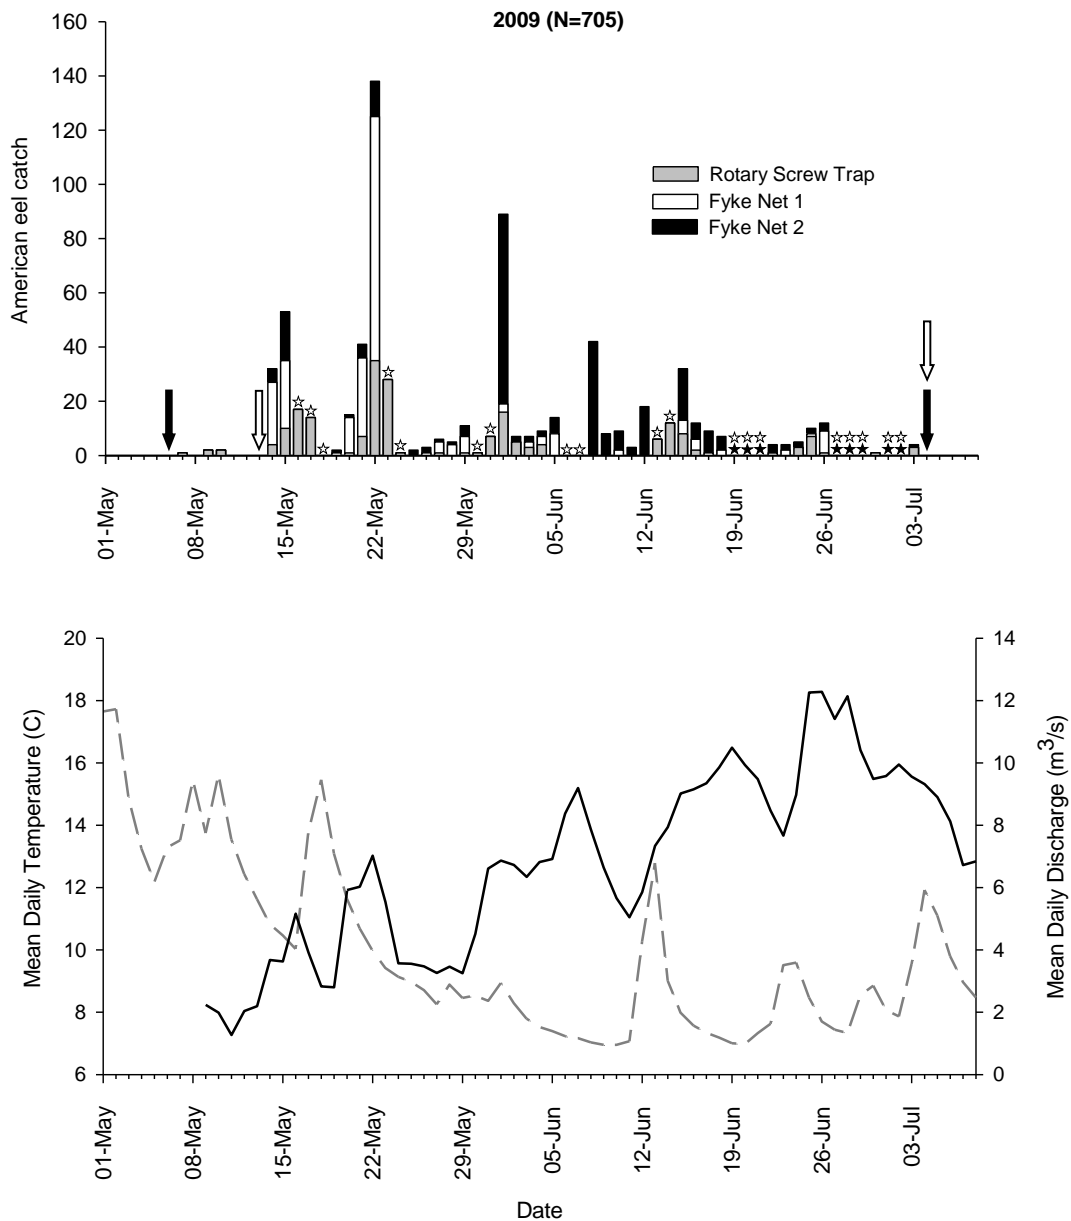 2009 (N=705)
160
140
120
100
80
60
40
20
0
American eel catch
Rotary Screw Trap
Fyke Net 1
Fyke Net 2
01-May
08-May
15-May
22-May
29-May
05-Jun
12-Jun
19-Jun
26-Jun
03-Jul
20
18
16
14
12
10
8
6
Mean Daily Temperature (C)
14
12
10
8
6
4
2
0
Mean Daily Discharge (m³/s)
01-May
08-May
15-May
22-May
29-May
05-Jun
12-Jun
19-Jun
26-Jun
03-Jul
Date